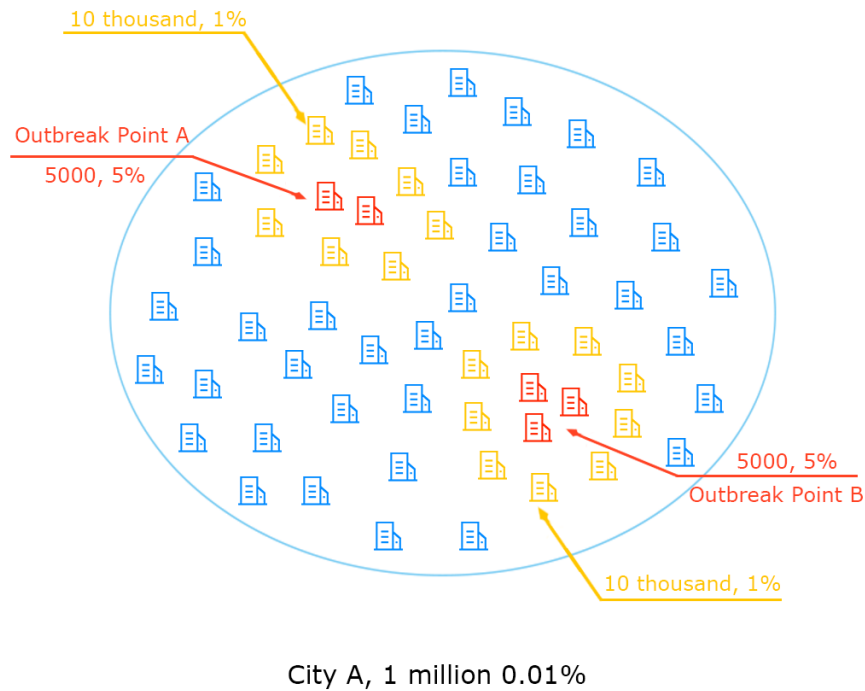 10 thousand, 1%
Outbreak Point A
5000, 5%
5000, 5%
Outbreak Point B
10 thousand, 1%
City A, 1 million 0.01%